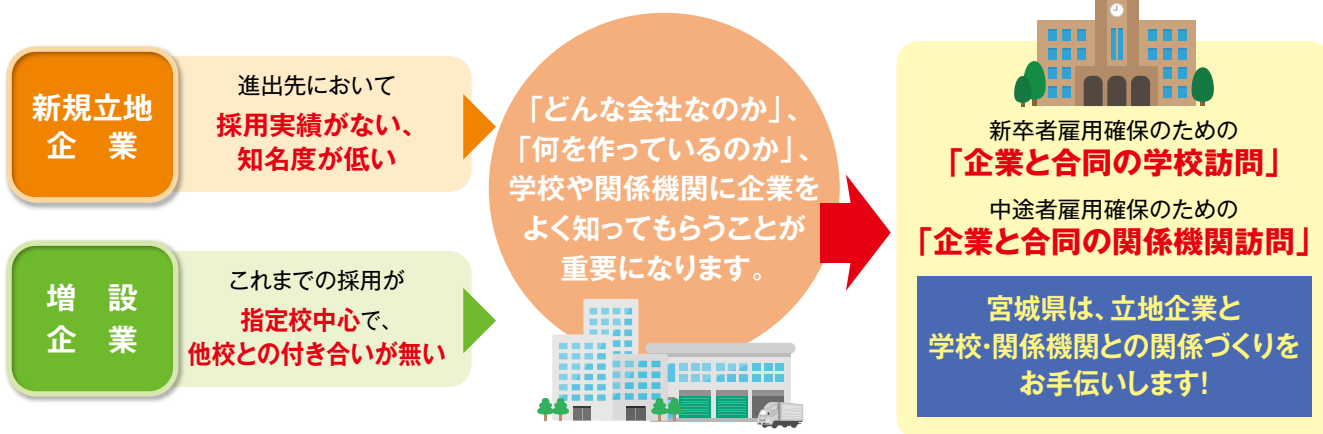 新規立地
企　業
進出先において
採用実績がない、
知名度が低い
増　設
企　業
これまでの採用が
指定校中心で、
他校との付き合いが無い
「どんな会社なのか」、
「何を作っているのか」、
学校や関係機関に企業を
よく知ってもらうことが
重要になります。
新卒者雇用確保のための
「企業と合同の学校訪問」
中途者雇用確保のための
「企業と合同の関係機関訪問」
宮城県は、立地企業と
学校・関係機関との関係づくりを
お手伝いします!